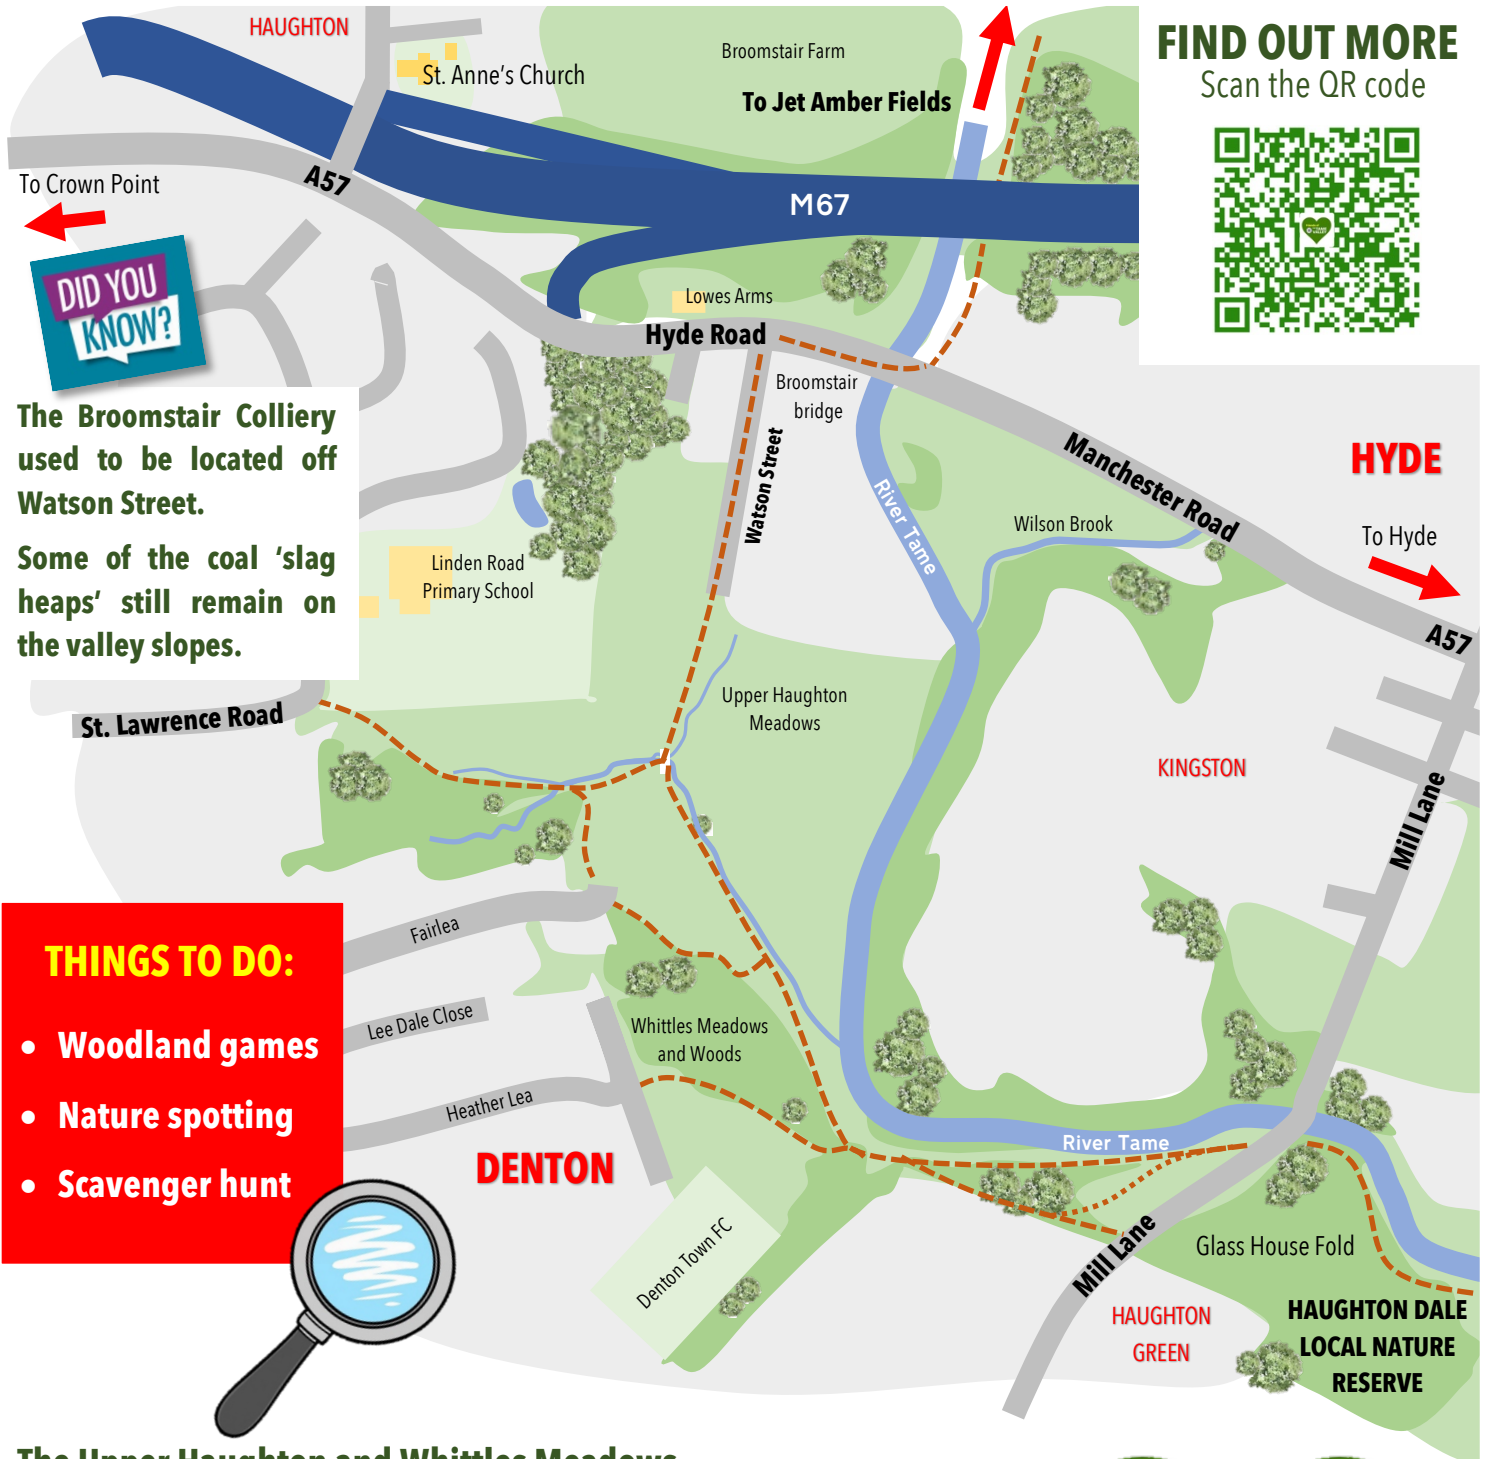 HAUGHTON
St. Anne's Church
Broomstair Farm
To Jet Amber Fields
FIND OUT MORE
Scan the QR code
To Crown Point
A57
M67
DID YOU
KNOW?
Lowes Arms
Hyde Road
Broomstair
bridge
The Broomstair Colliery
used to be located off
Watson Street.
Some of the coal ‘slag
heaps’ still remain on
the valley slopes.
Watson Street
River Tame
Manchester Road
HYDE
Wilson Brook
To Hyde
A57
Linden Road
Primary School
St. Lawrence Road
Upper Haughton
Meadows
KINGSTON
Mill Lane
Fairlea
THINGS TO DO:
• Woodland games
• Nature spotting
• Scavenger hunt
Lee Dale Close
Whittles Meadows
and Woods
Heather Lea
DENTON
River Tame
Denton Town FC
Mill Lane
Glass House Fold
HAUGHTON
GREEN
HAUGHTON DALE
LOCAL NATURE
RESERVE
The Upper Haughton and Whittles Meadows